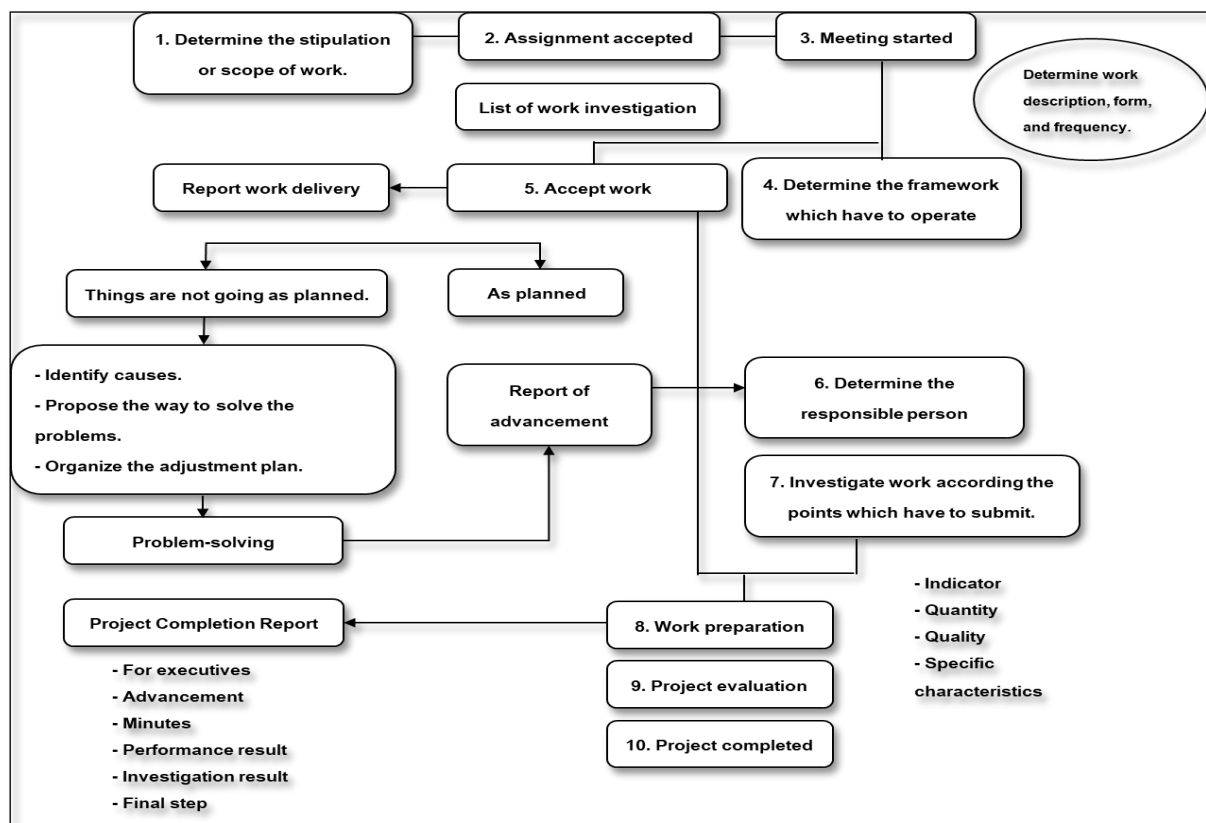 1. Determine the stipulation
or scope of work.
2. Assignment accepted
3. Meeting started
Determine work
description, form,
and frequency.
List of work investigation
Report work delivery
5. Accept work
4. Determine the framework
which have to operate
Things are not going as planned.
As planned
- Identify causes.
- Propose the way to solve the
problems.
- Organize the adjustment plan.
Report of
advancement
6. Determine the
responsible person
7. Investigate work according the
points which have to submit.
Problem-solving
- Indicator
- Quantity
- Quality
- Specific
characteristics
Project Completion Report
8. Work preparation
- For executives
- Advancement
- Minutes
- Performance result
- Investigation result
- Final step
9. Project evaluation
10. Project completed